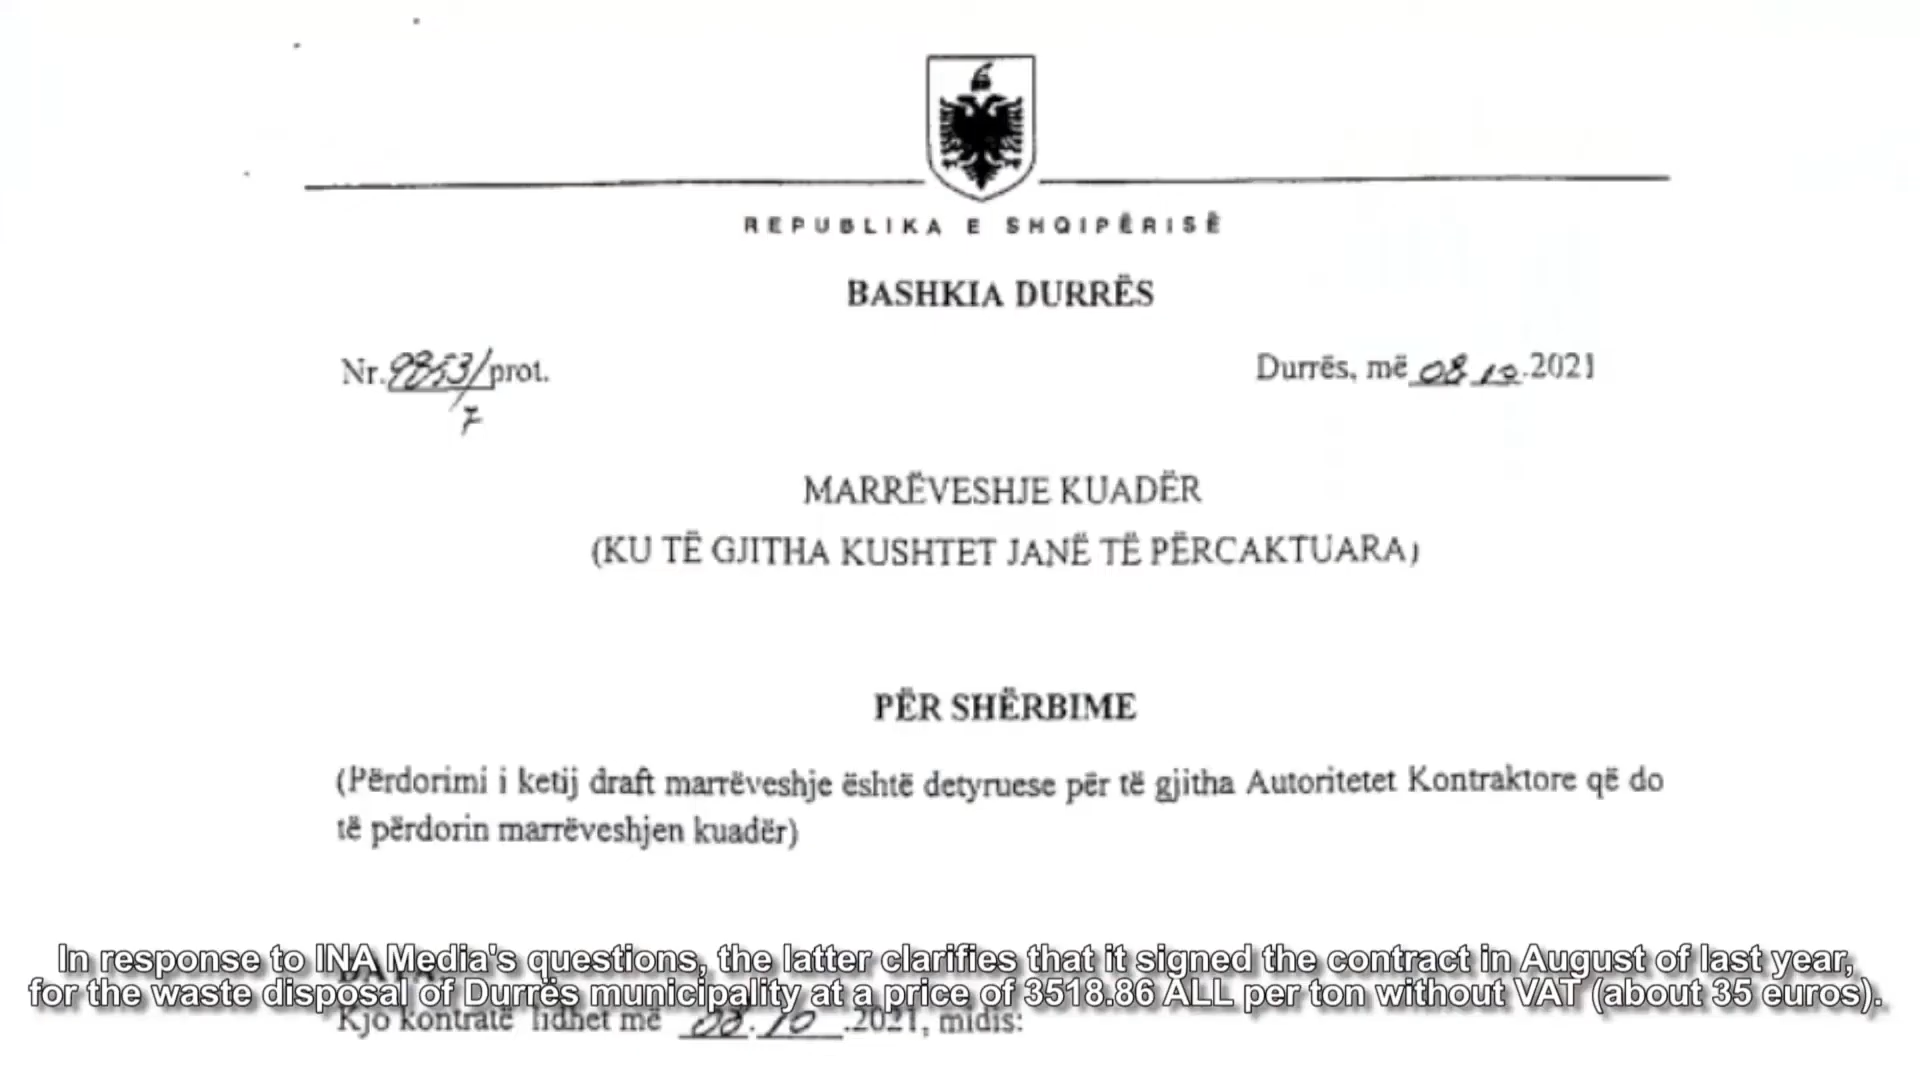 REPUBLIKA E SHQIPËRISË
BASHKIA DURRËS
Nr. 9853/7 prot.
Durrës, më 08.10.2021
MARRËVESHJE KUADËR
(KU TË GJITHA KUSHTET JANË TË PËRCAKTUARA)
PËR SHËRBIME
(Përdorimi i ketij draft marrëveshje është detyruese për të gjitha Autoritetet Kontraktore që do
të përdorin marrëveshjen kuadër)
In response to INA Media's questions, the latter clarifies that it signed the contract in August of last year,
for the waste disposal of Durrës municipality at a price of 3518.86 ALL per ton without VAT (about 35 euros).
Kjo kontratë lidhet më 08.10.2021, midis: